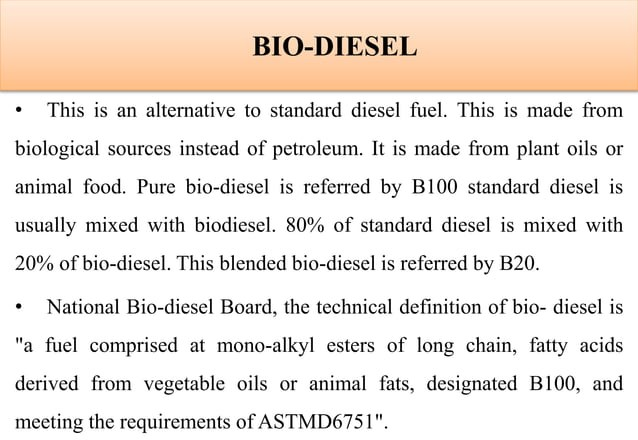 BIO-DIESEL
• This is an alternative to standard diesel fuel. This is made from
biological sources instead of petroleum. It is made from plant oils or
animal food. Pure bio-diesel is referred by B100 standard diesel is
usually mixed with biodiesel. 80% of standard diesel is mixed with
20% of bio-diesel. This blended bio-diesel is referred by B20.
• National Bio-diesel Board, the technical definition of bio- diesel is
"a fuel comprised at mono-alkyl esters of long chain, fatty acids
derived from vegetable oils or animal fats, designated B100, and
meeting the requirements of ASTMD6751".